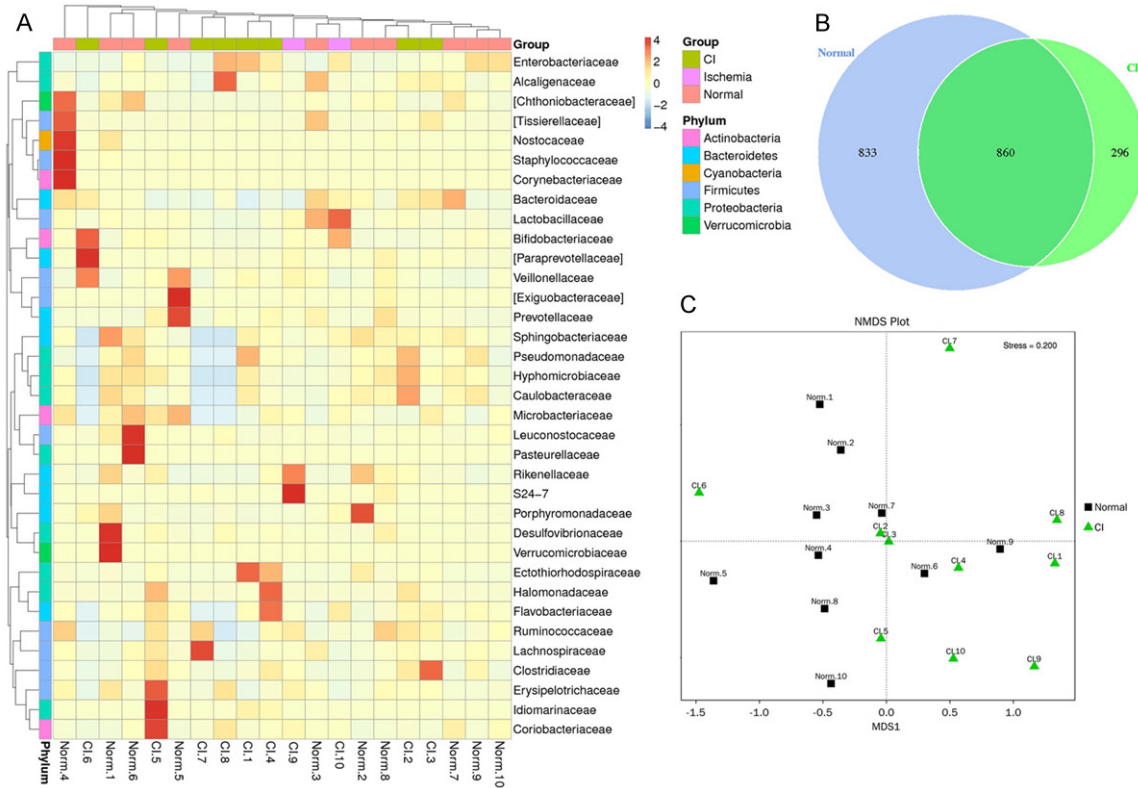 A
Group
Enterobacteriaceae
Alcaligenaceae
[Chthoniobacteraceae]
[Tissierellaceae]
Nostocaceae
Staphylococcaceae
Corynebacteriaceae
Bacteroidaceae
Lactobacillaceae
Bifidobacteriaceae
[Paraprevotellaceae]
Veillonellaceae
[Exiguobacteraceae]
Prevotellaceae
Sphingobacteriaceae
Pseudomonadaceae
Hyphomicrobiaceae
Caulobacteraceae
Microbacteriaceae
Leuconostocaceae
Pasteurellaceae
Rikenellaceae
S24-7
Porphyromonadaceae
Desulfovibrionaceae
Verrucomicrobiaceae
Ectothiorhodospiraceae
Halomonadaceae
Flavobacteriaceae
Ruminococcaceae
Lachnospiraceae
Clostridiaceae
Erysipelotrichaceae
Idiomarinaceae
Coriobacteriaceae
Phylum
Norm.4
CI.6
Norm.1
Norm.6
CI.5
Norm.5
CI.7
CI.8
CI.1
CI.4
CI.9
Norm.3
CI.10
Norm.2
Norm.8
CI.2
CI.3
Norm.7
Norm.9
Norm.10
4
2
0
−2
−4
Group
CI
Ischemia
Normal
Phylum
Actinobacteria
Bacteroidetes
Cyanobacteria
Firmicutes
Proteobacteria
Verrucomicrobia
B
Normal
CI
833
860
296
C
NMDS Plot
Stress = 0.200
CI.7
Norm.1
Norm.2
CI.6
Norm.3
Norm.7
CI.2
CI.3
CI.8
Norm.4
Norm.9
Norm.5
Norm.6
CI.4
CI.1
Norm.8
CI.5
CI.10
CI.9
Norm.10
Normal
CI
-1.5
-1.0
-0.5
0.0
0.5
1.0
MDS1